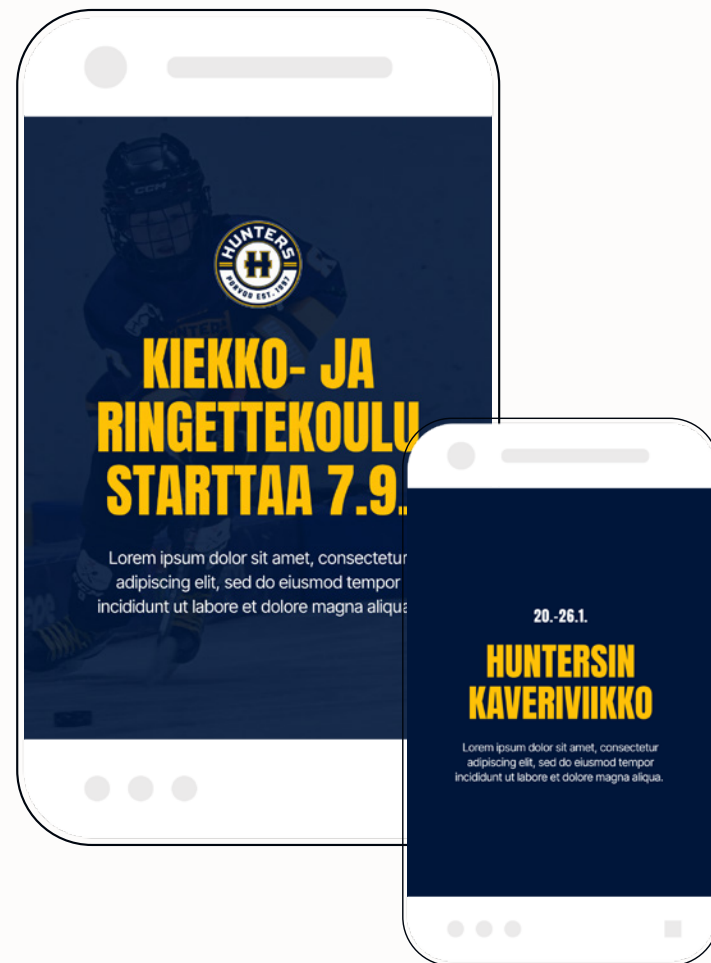 CCM
HUNTERS
H
PORVOO EST. 1997
KIEKKO- JA
RINGETTEKOULU
STARTTAA 7.9.
Lorem ipsum dolor sit amet, consectetur
adipiscing elit, sed do eiusmod tempor
incididunt ut labore et dolore magna aliqua
20.-26.1.
HUNTERSIN
KAVERIVIIKKO
Lorem ipsum dolor sit amet, consectetur
adipiscing elit, sed do eiusmod tempor
incididunt ut labore et dolore magna aliqua.